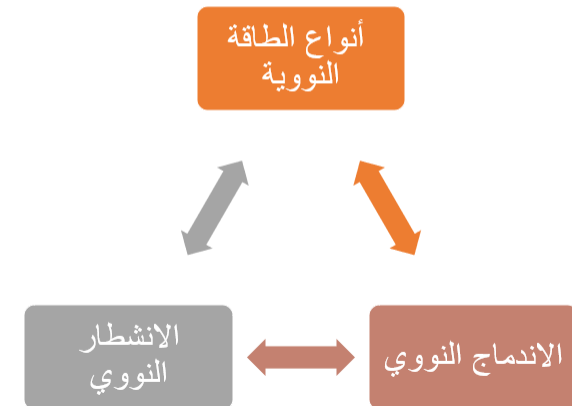 أنواع الطاقة
النووية
الاندماج النووي
الانشطار
النووي